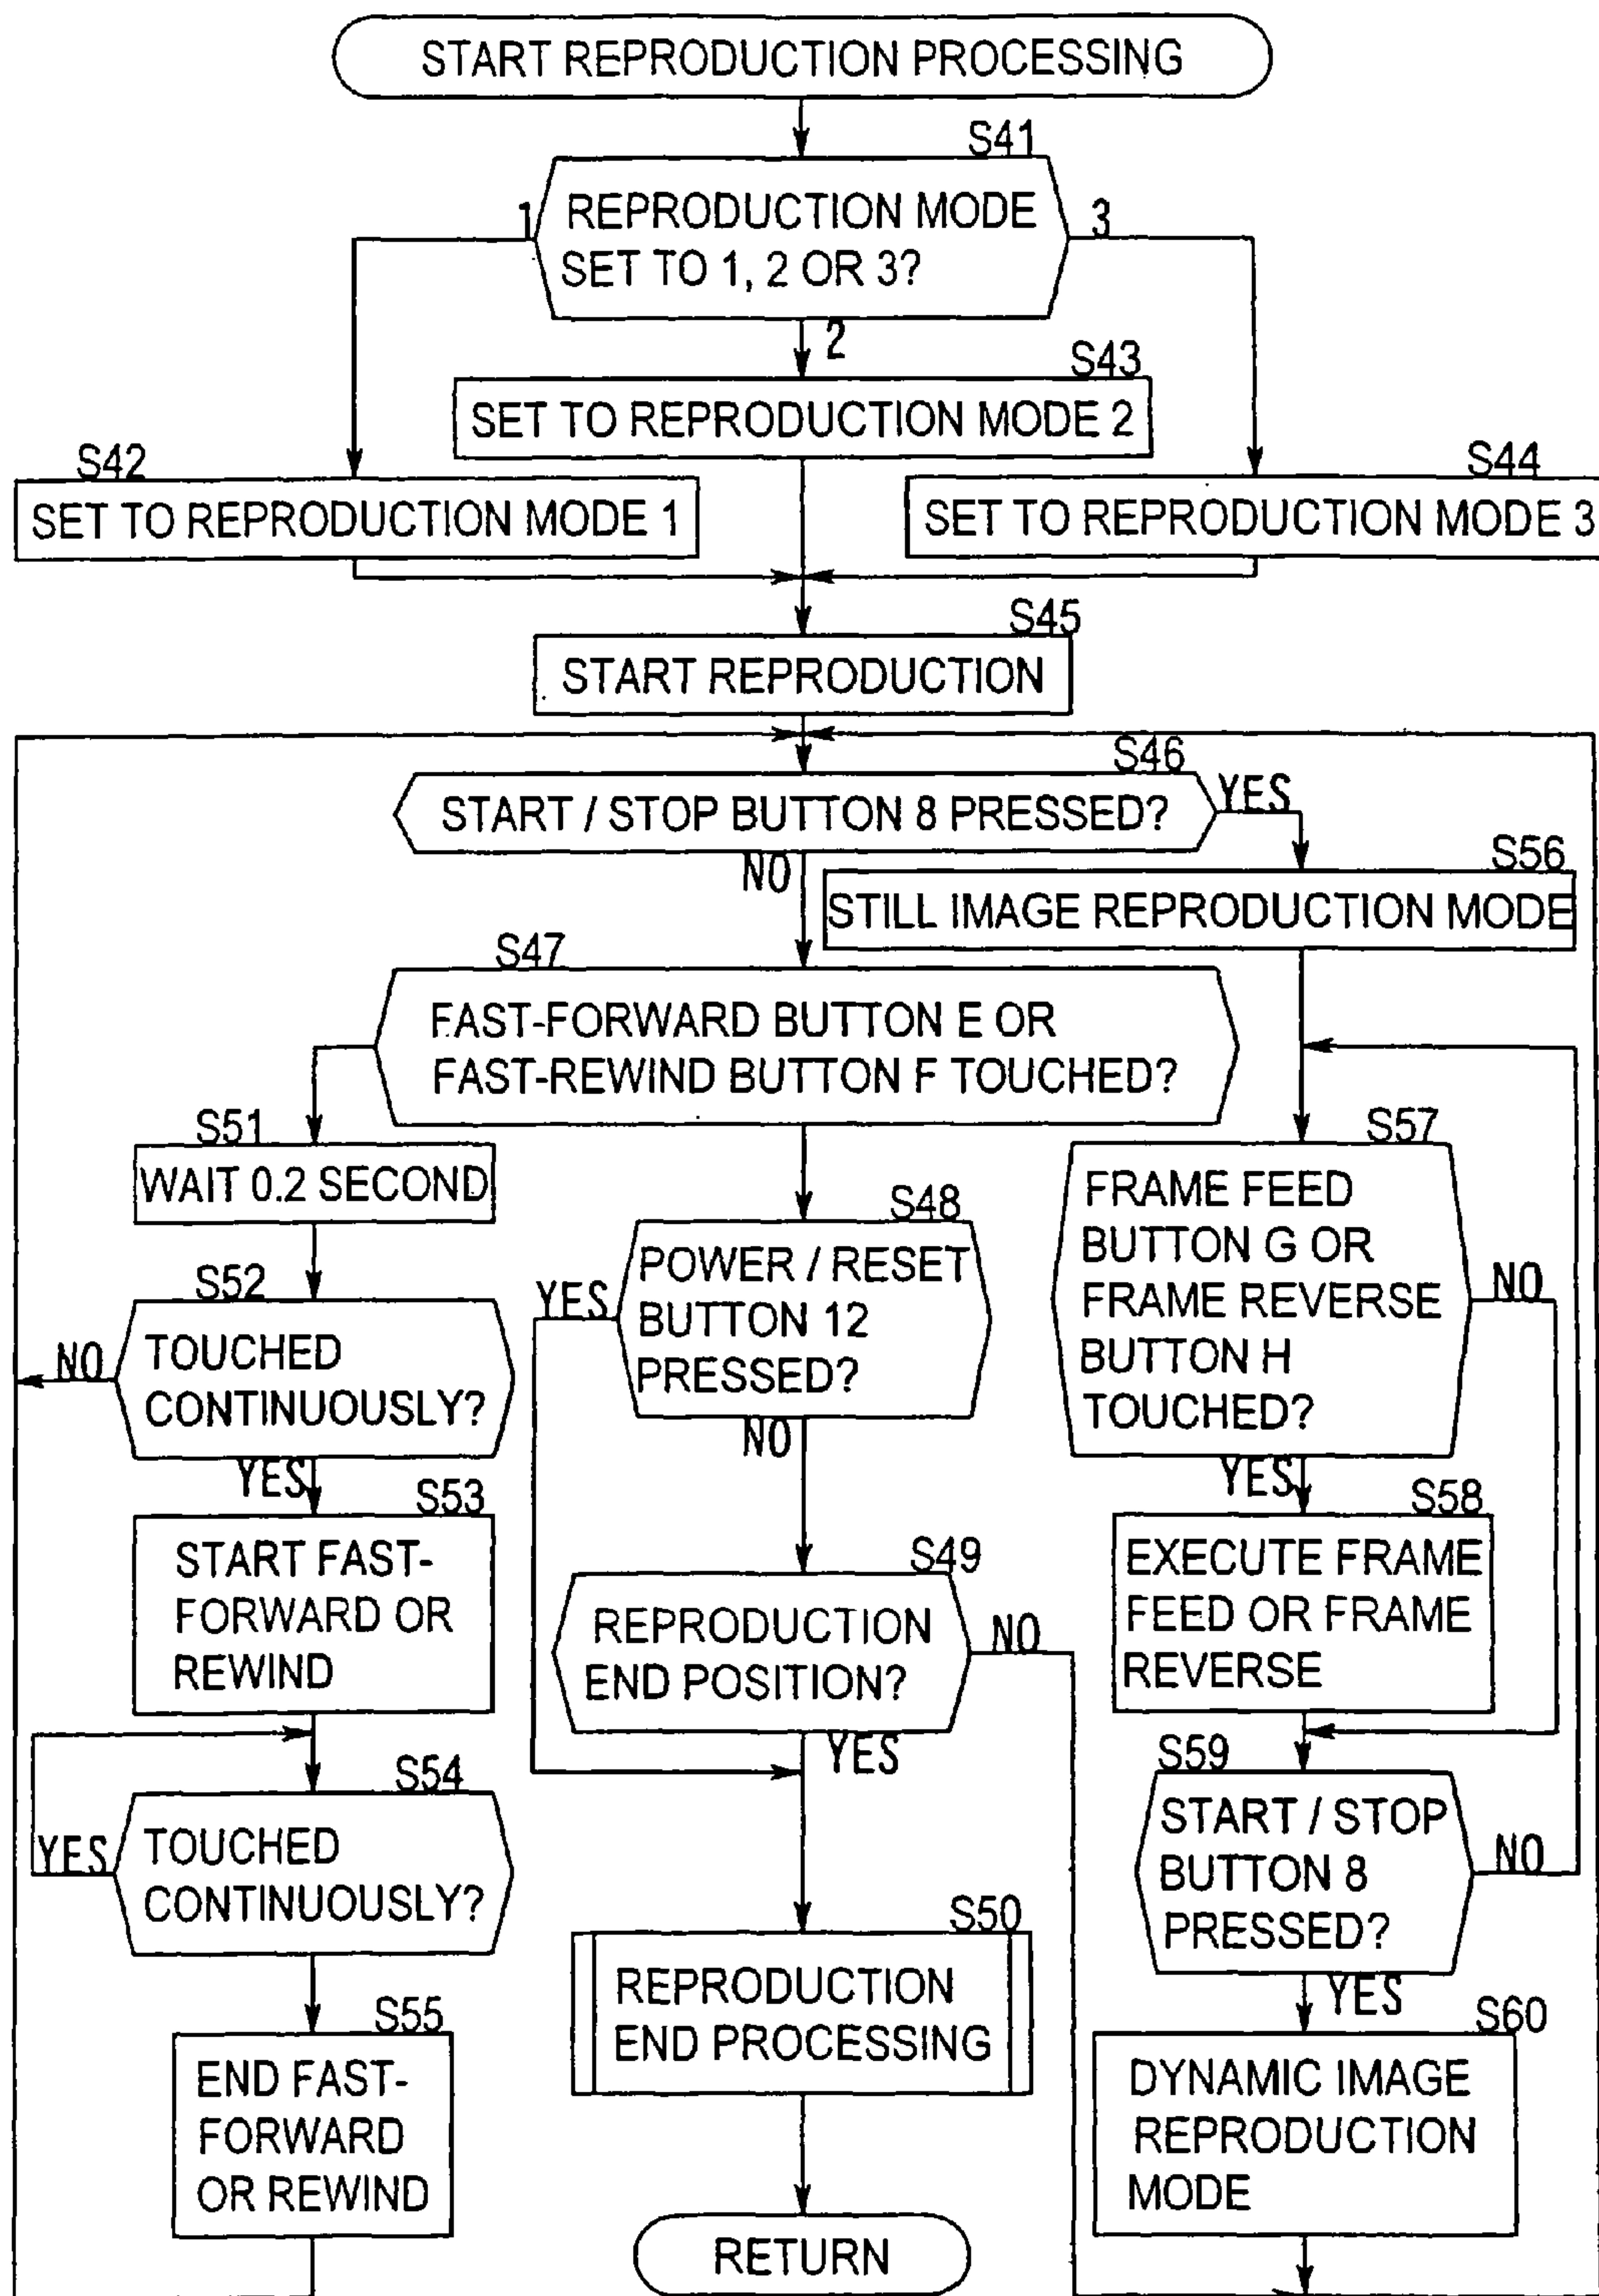 START REPRODUCTION PROCESSING
S41
REPRODUCTION MODE
SET TO 1, 2 OR 3?
1
3
2
S43
SET TO REPRODUCTION MODE 2
S42
SET TO REPRODUCTION MODE 1
S44
SET TO REPRODUCTION MODE 3
S45
START REPRODUCTION
S46
START / STOP BUTTON 8 PRESSED?
YES
NO
S56
STILL IMAGE REPRODUCTION MODE
S47
FAST-FORWARD BUTTON E OR
FAST-REWIND BUTTON F TOUCHED?
S51
WAIT 0.2 SECOND
S52
TOUCHED
CONTINUOUSLY?
NO
YES
S53
START FAST-
FORWARD OR
REWIND
S54
TOUCHED
CONTINUOUSLY?
YES
S55
END FAST-
FORWARD
OR REWIND
S48
POWER / RESET
BUTTON 12
PRESSED?
YES
NO
S49
REPRODUCTION
END POSITION?
NO
YES
S50
REPRODUCTION
END PROCESSING
RETURN
S57
FRAME FEED
BUTTON G OR
FRAME REVERSE
BUTTON H
TOUCHED?
NO
YES
S58
EXECUTE FRAME
FEED OR FRAME
REVERSE
S59
START / STOP
BUTTON 8
PRESSED?
NO
YES
S60
DYNAMIC IMAGE
REPRODUCTION
MODE